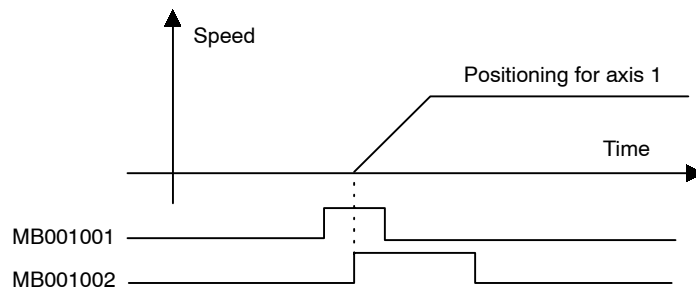 Speed
Positioning for axis 1
Time
MB001001
MB001002